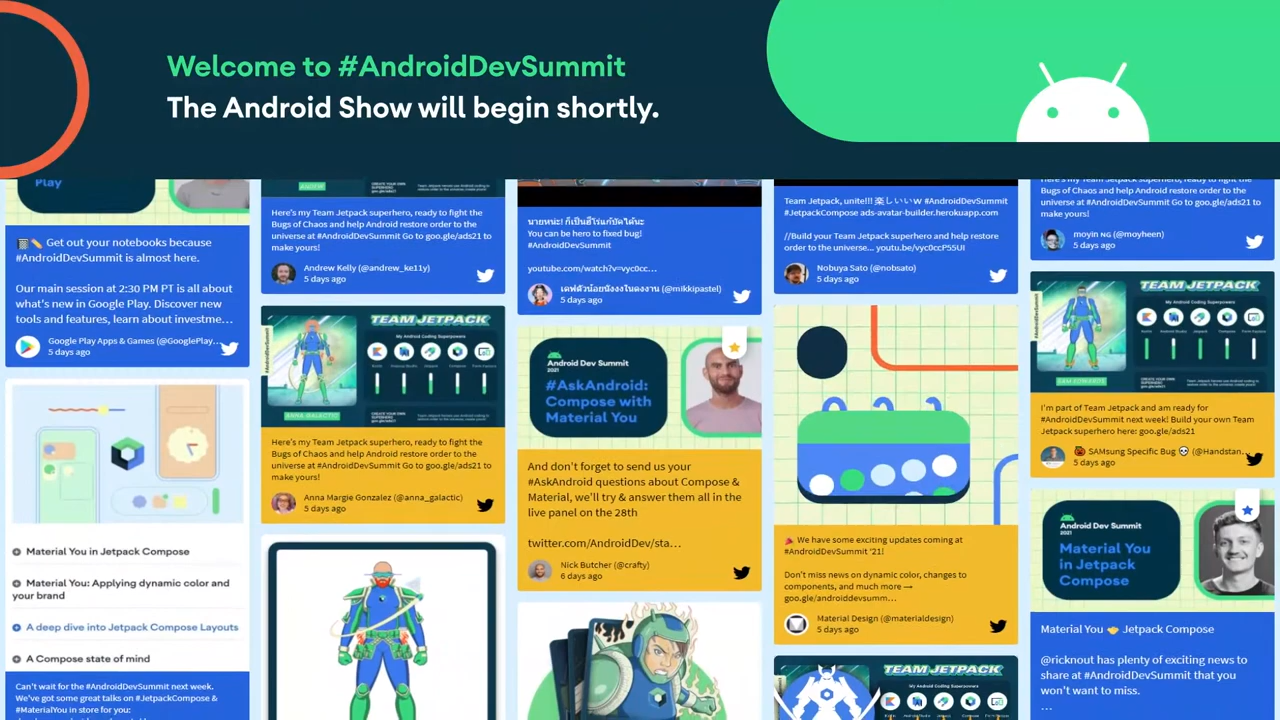 Welcome to #AndroidDevSummit
The Android Show will begin shortly.
Play
📓✏️ Get out your notebooks because
#AndroidDevSummit is almost here.
Our main session at 2:30 PM PT is all about
what's new in Google Play. Discover new
tools and features, learn about investme…
Google Play Apps & Games (@GooglePlay…
5 days ago
Material You in Jetpack Compose
Material You: Applying dynamic color and
your brand
A deep dive into Jetpack Compose Layouts
A Compose state of mind
Can't wait for the #AndroidDevSummit next week.
We've got some great talks on #JetpackCompose &
#MaterialYou in store for you:
Here's my Team Jetpack superhero, ready to fight the
Bugs of Chaos and help Android restore order to the
universe at #AndroidDevSummit Go to goo.gle/ads21 to
make yours!
Andrew Kelly (@andrew_ke11y)
5 days ago
TEAM JETPACK
My Android Coding Superpowers
ANNA GALACTIC
Here's my Team Jetpack superhero, ready to fight the
Bugs of Chaos and help Android restore order to the
universe at #AndroidDevSummit Go to goo.gle/ads21 to
make yours!
Anna Margie Gonzalez (@anna_galactic)
5 days ago
นายหน่ะ! ก็เป็นฮีโร่แก้บัคได้นะ
You can be hero to fixed bug!
#AndroidDevSummit
youtube.com/watch?v=vyc0cc…
(@mikkipastel)
5 days ago
Android Dev Summit
2021
#AskAndroid:
Compose with
Material You
And don't forget to send us your
#AskAndroid questions about Compose &
Material, we'll try & answer them all in the
live panel on the 28th
twitter.com/AndroidDev/sta…
Nick Butcher (@crafty)
6 days ago
Team Jetpack, unite!!! 楽しいいw #AndroidDevSummit
#JetpackCompose ads-avatar-builder.herokuapp.com
//Build your Team Jetpack superhero and help restore
order to the universe... youtu.be/vyc0ccP55UI
Nobuya Sato (@nobsato)
5 days ago
🎉 We have some exciting updates coming at
#AndroidDevSummit '21!
Don't miss news on dynamic color, changes to
components, and much more →
goo.gle/androiddevsumm…
Material Design (@materialdesign)
5 days ago
TEAM JETPACK
My Android Coding Superpowers
Here's my Team Jetpack superhero, ready to fight the
Bugs of Chaos and help Android restore order to the
universe at #AndroidDevSummit Go to goo.gle/ads21 to
make yours!
moyin ɴɢ (@moyheen)
5 days ago
TEAM JETPACK
My Android Coding Superpowers
I'm part of Team Jetpack and am ready for
#AndroidDevSummit next week! Build your own Team
Jetpack superhero here: goo.gle/ads21
🎃 SAMsung Specific Bug 💀 (@Handstan…
5 days ago
Android Dev Summit
2021
Material You
in Jetpack
Compose
Material You 🤝 Jetpack Compose
@ricknout has plenty of exciting news to
share at #AndroidDevSummit that you
won't want to miss.
…